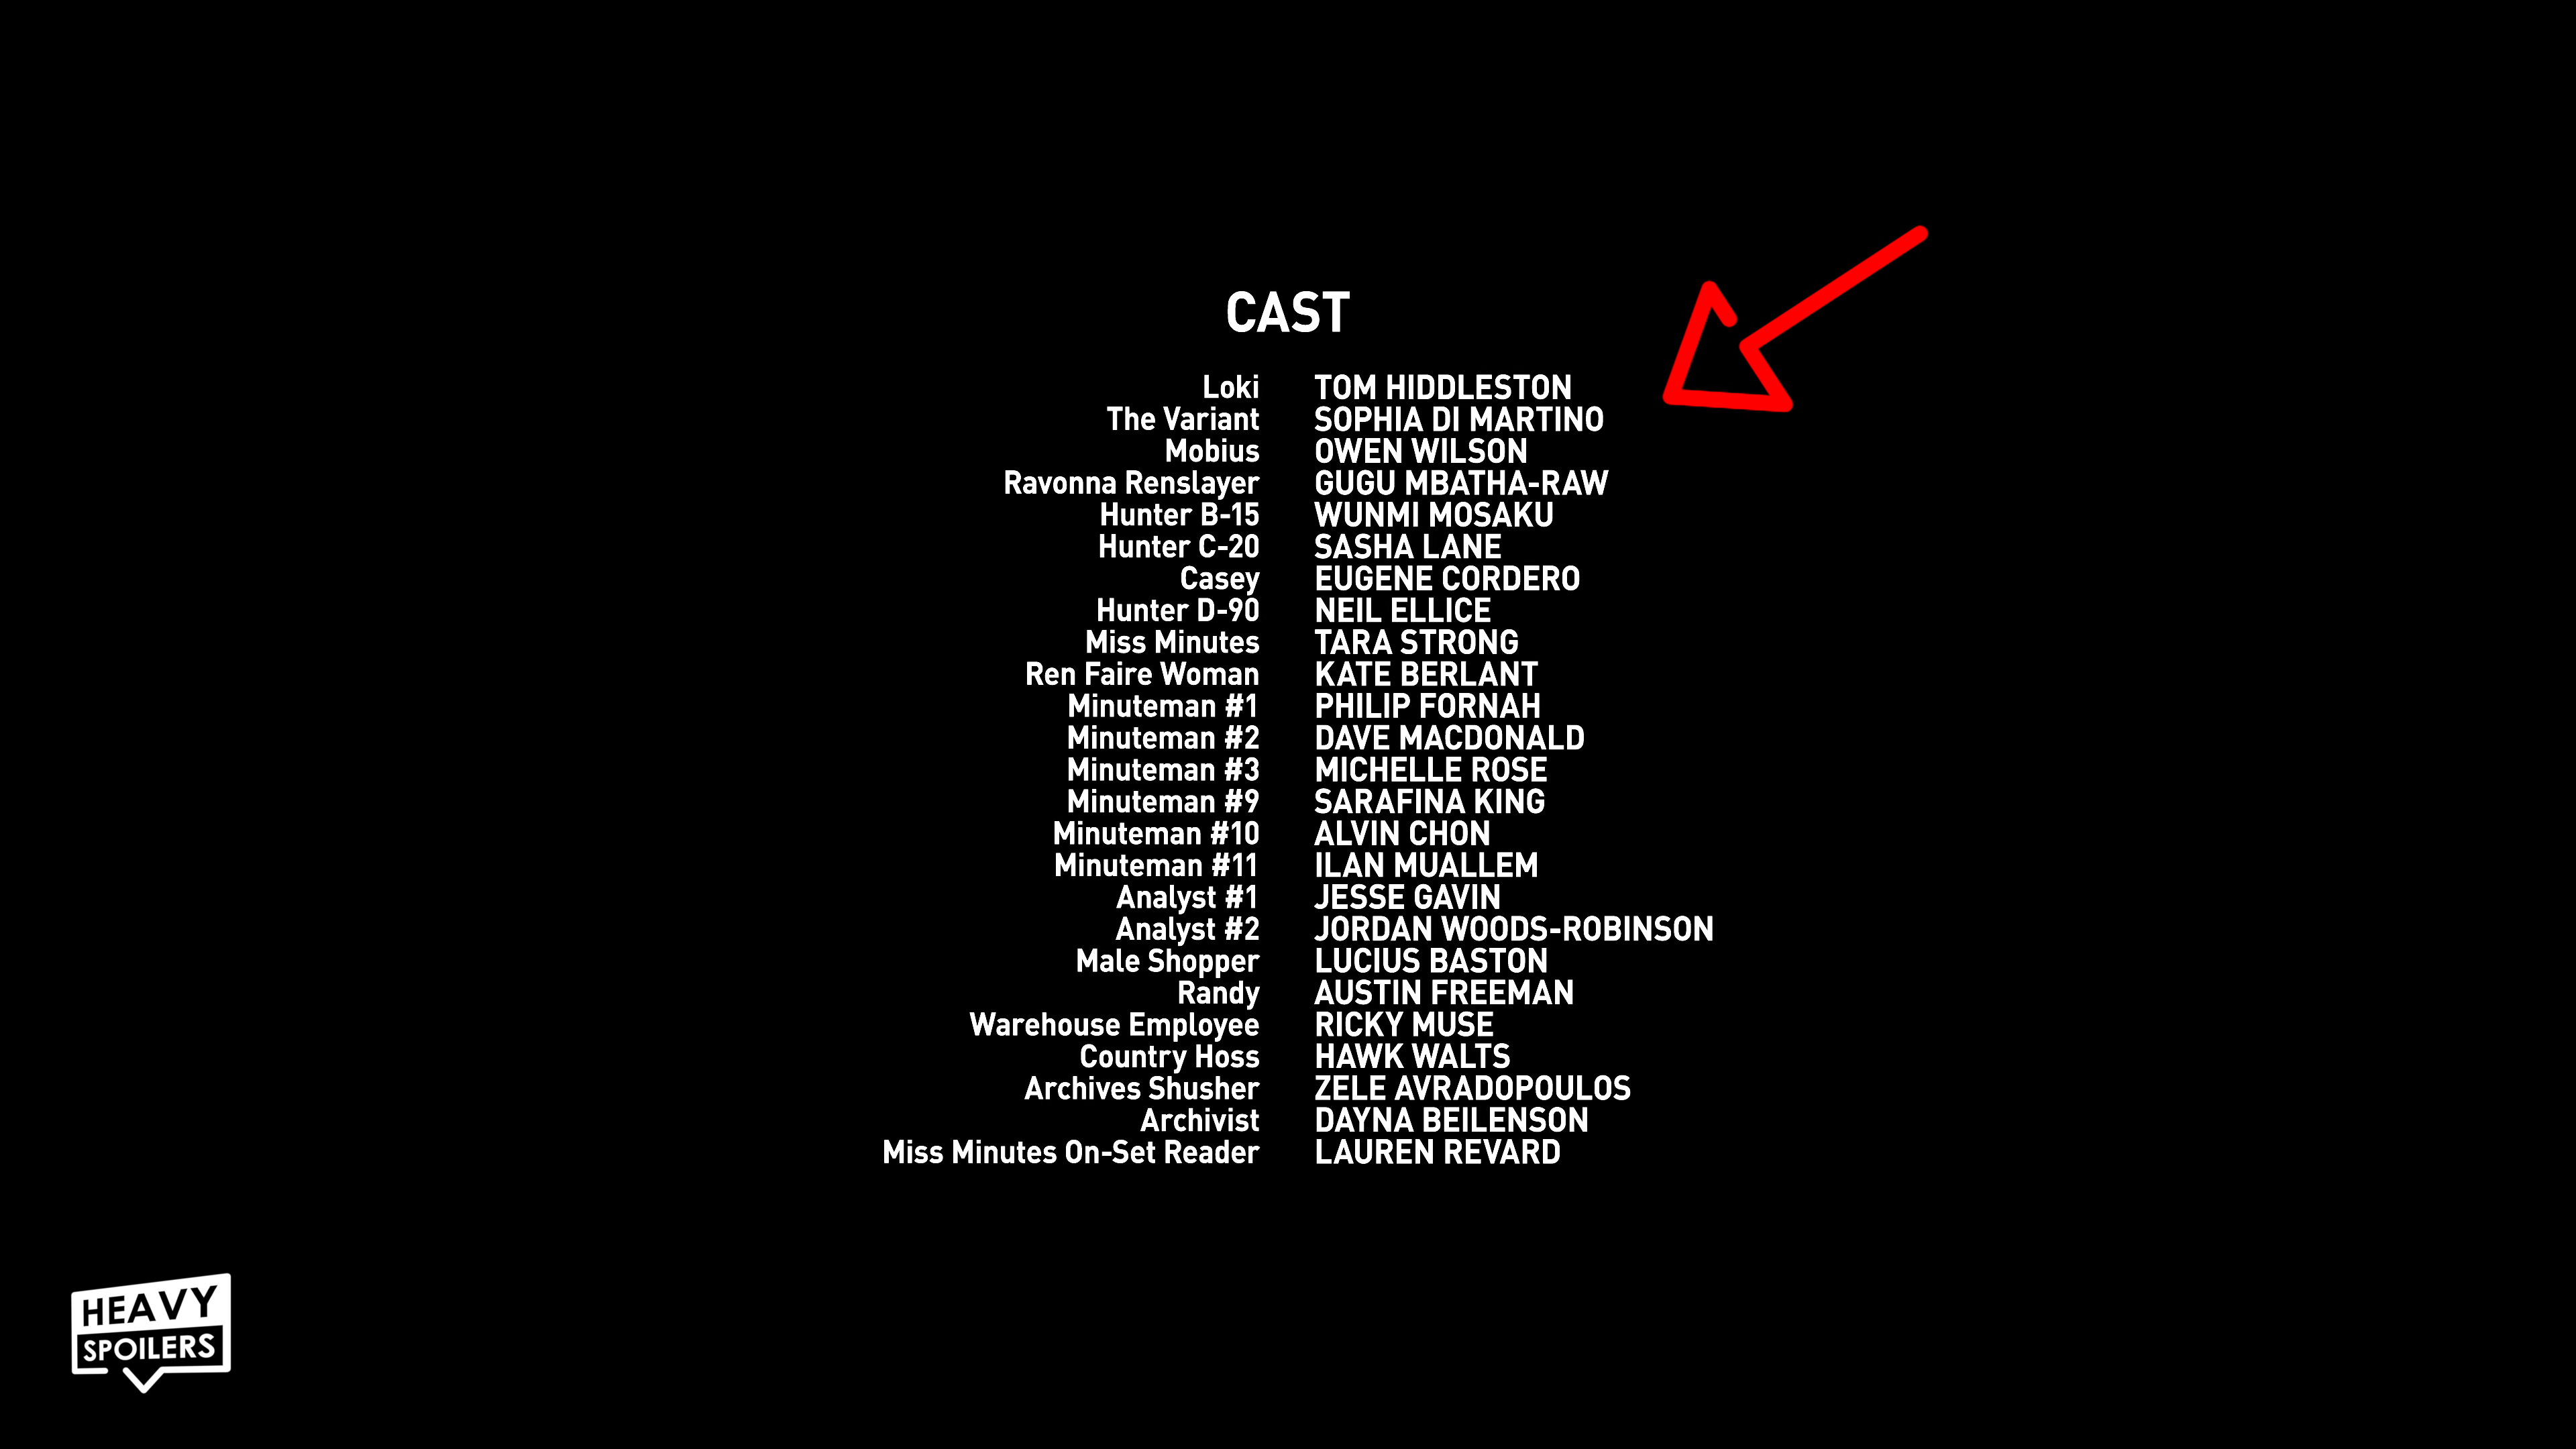 CAST
Loki TOM HIDDLESTON
The Variant SOPHIA DI MARTINO
Mobius OWEN WILSON
Ravonna Renslayer GUGU MBATHA-RAW
Hunter B-15 WUNMI MOSAKU
Hunter C-20 SASHA LANE
Casey EUGENE CORDERO
Hunter D-90 NEIL ELLICE
Miss Minutes TARA STRONG
Ren Faire Woman KATE BERLANT
Minuteman #1 PHILIP FORNAH
Minuteman #2 DAVE MACDONALD
Minuteman #3 MICHELLE ROSE
Minuteman #9 SARAFINA KING
Minuteman #10 ALVIN CHON
Minuteman #11 ILAN MUALLEM
Analyst #1 JESSE GAVIN
Analyst #2 JORDAN WOODS-ROBINSON
Male Shopper LUCIUS BASTON
Randy AUSTIN FREEMAN
Warehouse Employee RICKY MUSE
Country Hoss HAWK WALTS
Archives Shusher ZELE AVRADOPOULOS
Archivist DAYNA BEILENSON
Miss Minutes On-Set Reader LAUREN REVARD
HEAVY
SPOILERS